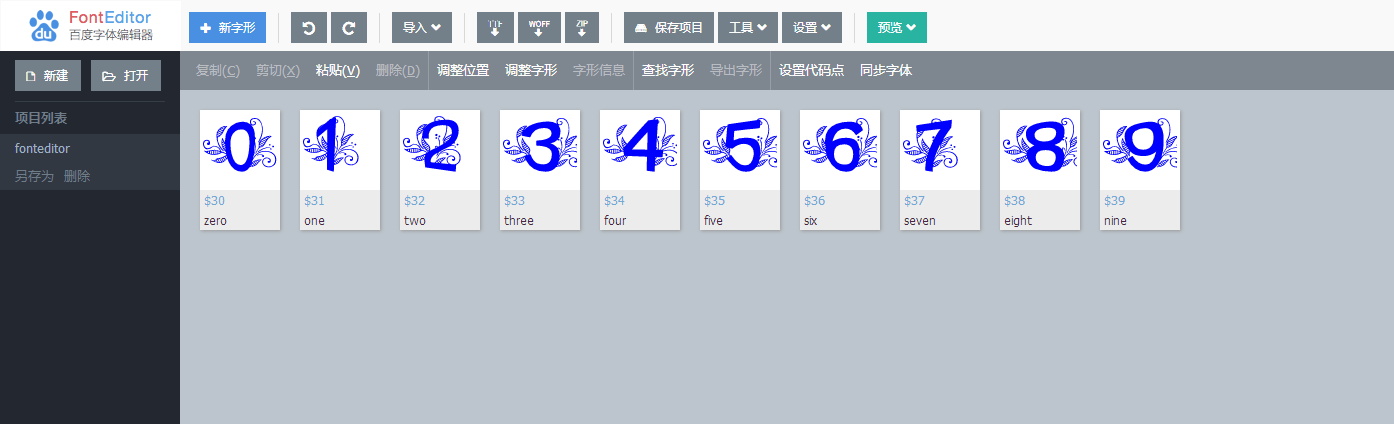 FontEditor
百度字体编辑器
du
新字形
导入
TTF
WOFF
ZIP
保存项目
工具
设置
预览
新建
打开
复制(C) 剪切(X) 粘贴(V) 删除(D) 调整位置 调整字形 字形信息 查找字形 导出字形 设置代码点 同步字体
项目列表
fonteditor
另存为 删除
0 1 2 3 4 5 6 7 8 9
$30 $31 $32 $33 $34 $35 $36 $37 $38 $39
zero one two three four five six seven eight nine